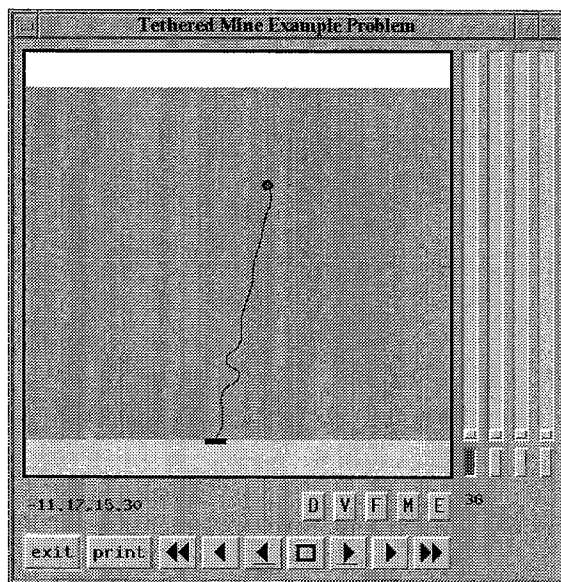 Tethered Mine Example Problem
-11.17,15.30
D V F M E
36
exit print